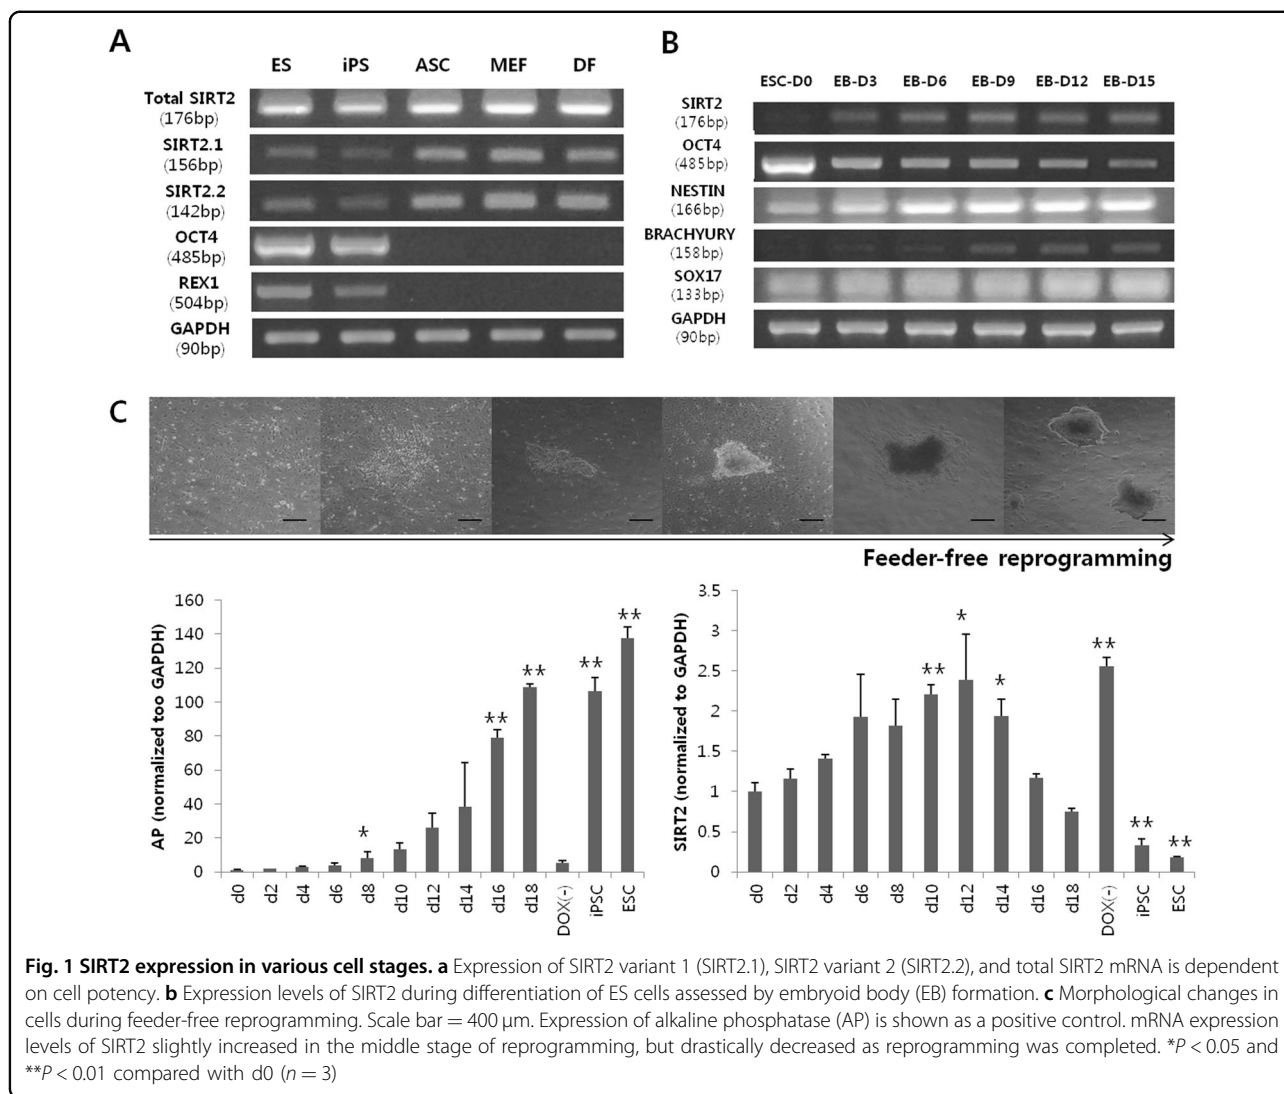 A
ES iPS ASC MEF DF
Total SIRT2
(176bp)
SIRT2.1
(156bp)
SIRT2.2
(142bp)
OCT4
(485bp)
REX1
(504bp)
GAPDH
(90bp)
B
ESC-D0 EB-D3 EB-D6 EB-D9 EB-D12 EB-D15
SIRT2
(176bp)
OCT4
(485bp)
NESTIN
(166bp)
BRACHYURY
(158bp)
SOX17
(133bp)
GAPDH
(90bp)
C
Feeder-free reprogramming
AP (normalized too GAPDH)
160
140
120
100
80
60
40
20
0
*
**
**
**
**
d0 d2 d4 d6 d8 d10 d12 d14 d16 d18 DOX(-) iPSC ESC
SIRT2 (normalized to GAPDH)
3.5
3
2.5
2
1.5
1
0.5
0
**
*
*
**
**
**
d0 d2 d4 d6 d8 d10 d12 d14 d16 d18 DOX(-) iPSC ESC
Fig. 1 SIRT2 expression in various cell stages. a Expression of SIRT2 variant 1 (SIRT2.1), SIRT2 variant 2 (SIRT2.2), and total SIRT2 mRNA is dependent
on cell potency. b Expression levels of SIRT2 during differentiation of ES cells assessed by embryoid body (EB) formation. c Morphological changes in
cells during feeder-free reprogramming. Scale bar = 400 μm. Expression of alkaline phosphatase (AP) is shown as a positive control. mRNA expression
levels of SIRT2 slightly increased in the middle stage of reprogramming, but drastically decreased as reprogramming was completed. *P < 0.05 and
**P < 0.01 compared with d0 (n = 3)